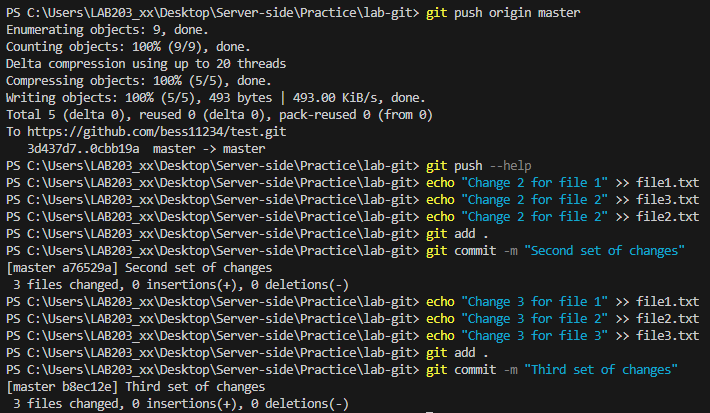 PS C:\Users\LAB203_xx\Desktop\Server-side\Practice\lab-git> git push origin master
Enumerating objects: 9, done.
Counting objects: 100% (9/9), done.
Delta compression using up to 20 threads
Compressing objects: 100% (5/5), done.
Writing objects: 100% (5/5), 493 bytes | 493.00 KiB/s, done.
Total 5 (delta 0), reused 0 (delta 0), pack-reused 0 (from 0)
To https://github.com/bess11234/test.git
   3d437d7..0cbb19a  master -> master
PS C:\Users\LAB203_xx\Desktop\Server-side\Practice\lab-git> git push --help
PS C:\Users\LAB203_xx\Desktop\Server-side\Practice\lab-git> echo "Change 2 for file 1" >> file1.txt
PS C:\Users\LAB203_xx\Desktop\Server-side\Practice\lab-git> echo "Change 2 for file 2" >> file3.txt
PS C:\Users\LAB203_xx\Desktop\Server-side\Practice\lab-git> echo "Change 2 for file 2" >> file2.txt
PS C:\Users\LAB203_xx\Desktop\Server-side\Practice\lab-git> git add .
PS C:\Users\LAB203_xx\Desktop\Server-side\Practice\lab-git> git commit -m "Second set of changes"
[master a76529a] Second set of changes
 3 files changed, 0 insertions(+), 0 deletions(-)
PS C:\Users\LAB203_xx\Desktop\Server-side\Practice\lab-git> echo "Change 3 for file 1" >> file1.txt
PS C:\Users\LAB203_xx\Desktop\Server-side\Practice\lab-git> echo "Change 3 for file 2" >> file2.txt
PS C:\Users\LAB203_xx\Desktop\Server-side\Practice\lab-git> echo "Change 3 for file 3" >> file3.txt
PS C:\Users\LAB203_xx\Desktop\Server-side\Practice\lab-git> git add .
PS C:\Users\LAB203_xx\Desktop\Server-side\Practice\lab-git> git commit -m "Third set of changes"
[master b8ec12e] Third set of changes
 3 files changed, 0 insertions(+), 0 deletions(-)